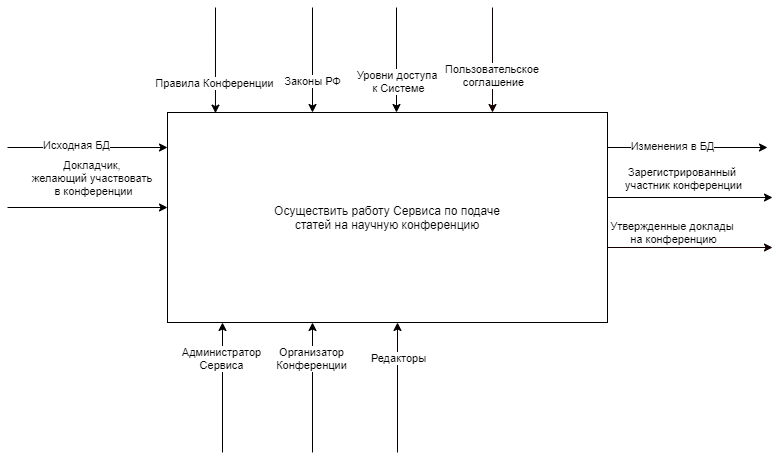 Правила Конференции
Законы РФ
Уровни доступа
к Системе
Пользовательское
соглашение
Исходная БД
Докладчик,
желающий участвовать
в конференции
Осуществить работу Сервиса по подаче
статей на научную конференцию
Изменения в БД
Зарегистрированный
участник конференции
Утвержденные доклады
на конференцию
Администратор
Сервиса
Организатор
Конференции
Редакторы